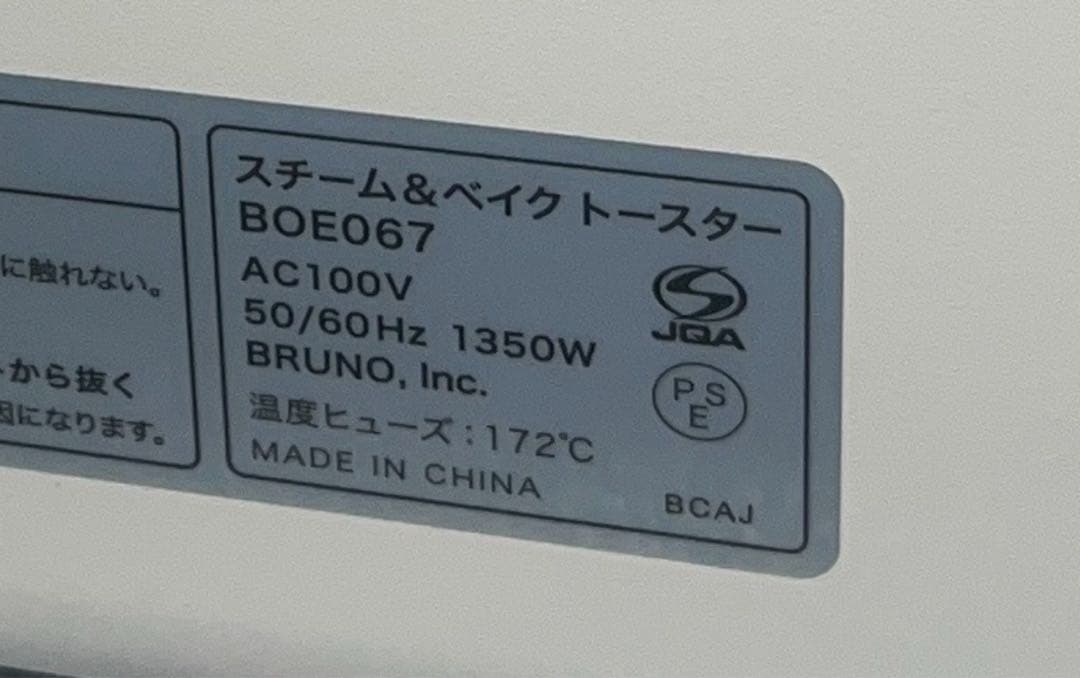 に触れない。
から抜く
因になります。
スチーム&ベイク トースター
BOE067
AC100V
50/60Hz 1350W
BRUNO, Inc.
温度ヒューズ:172℃
MADE IN CHINA
JQA
PSE
BCAJ